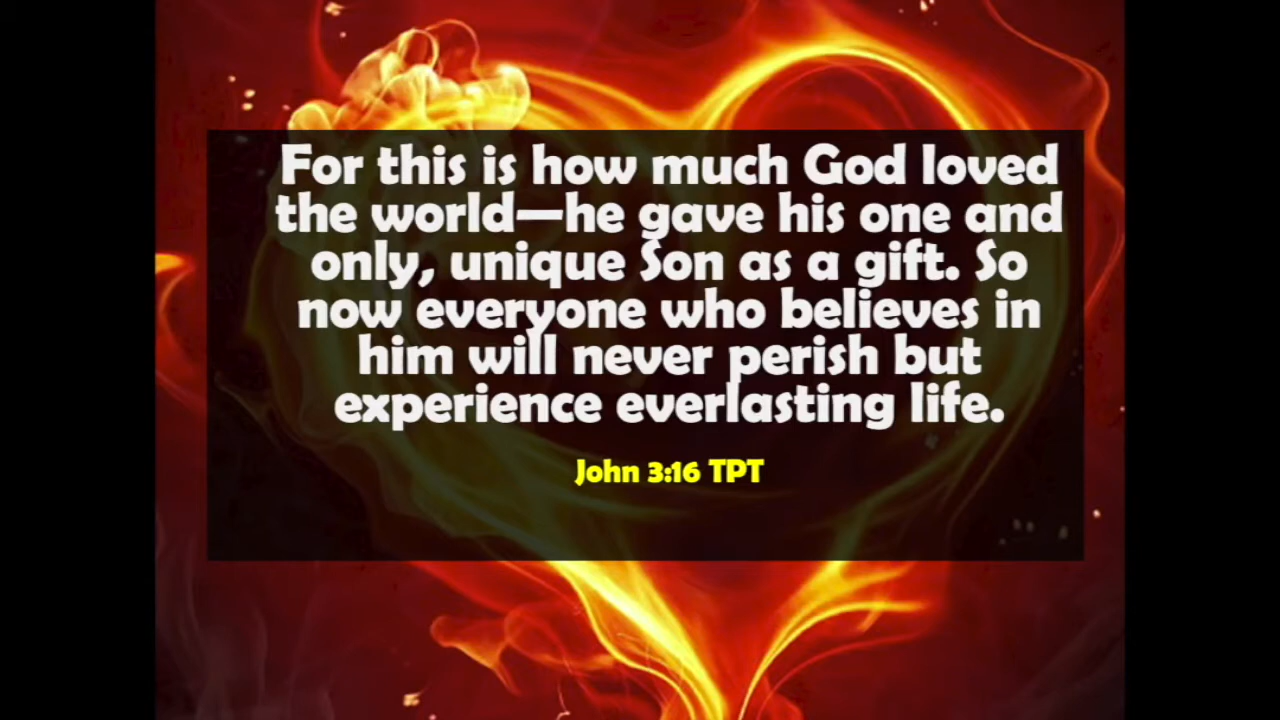 For this is how much God loved
the world—he gave his one and
only, unique Son as a gift. So
now everyone who believes in
him will never perish but
experience everlasting life.
John 3:16 TPT